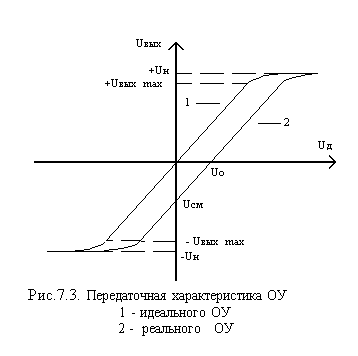 Uвых
+Uн
+Uвых max
1
2
Uд
Uо
Uсм
- Uвых max
-Uн
Рис.7.3. Передаточная характеристика ОУ
1 - идеального ОУ
2 - реального ОУ